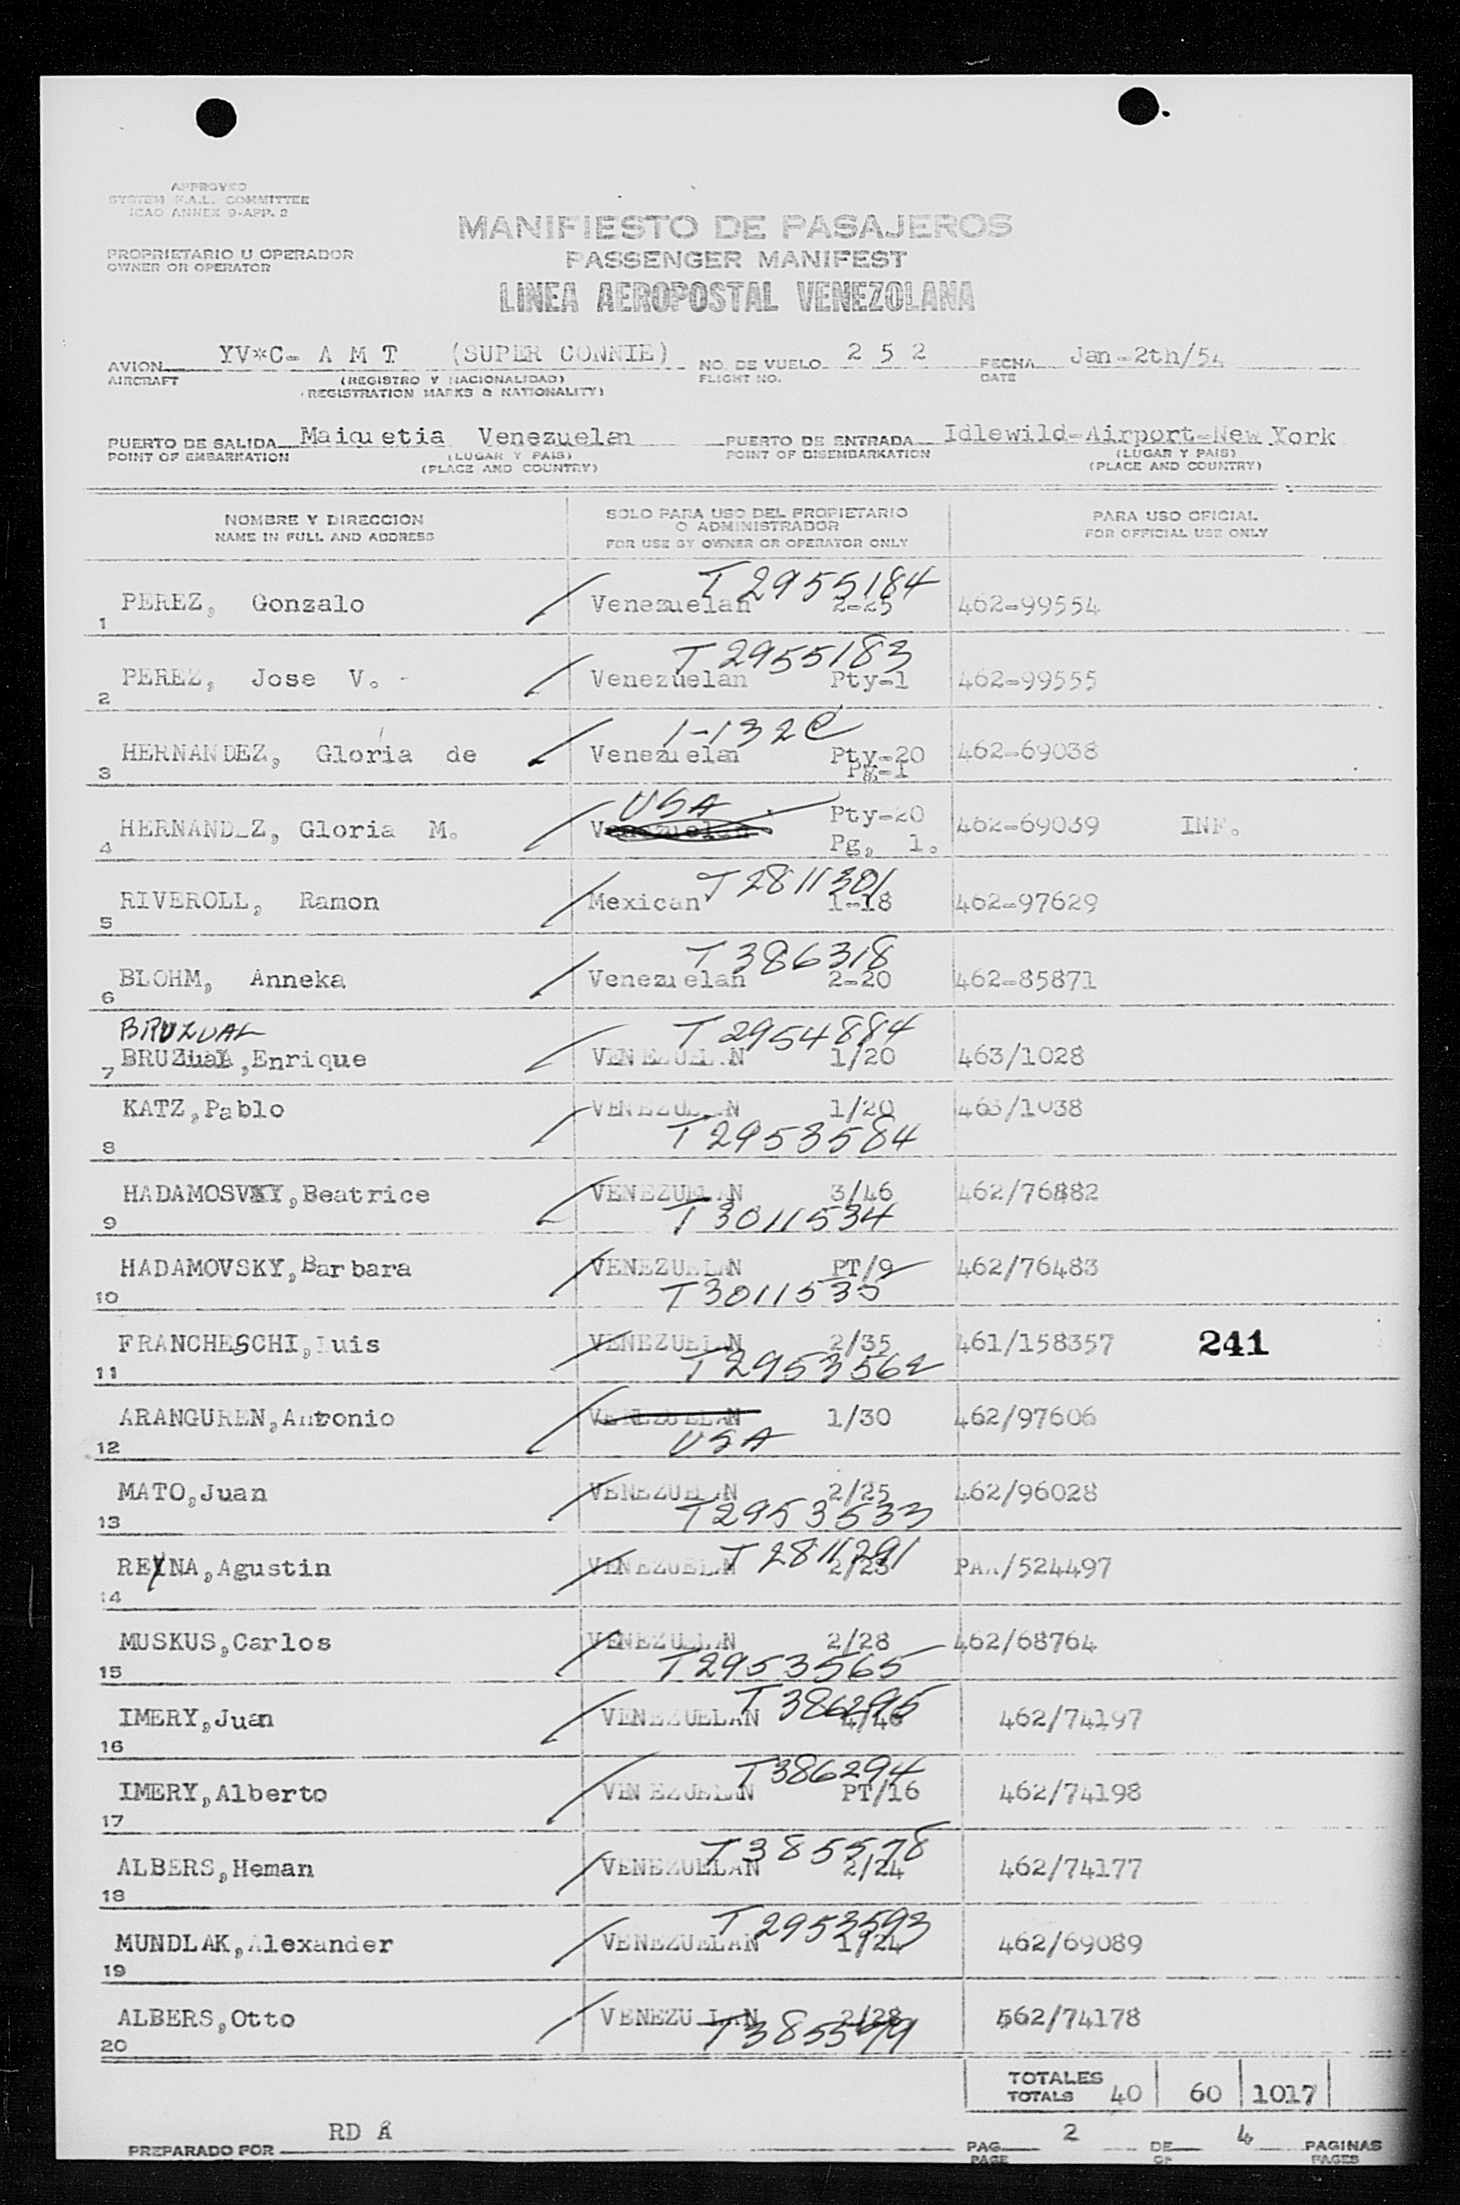 APPROVED
SYSTEM F.A.L. COMMITTEE
ICAO ANNEX 9-APP. 2
MANIFIESTO DE PASAJEROS
PROPRIETARIO U OPERADOR
OWNER OR OPERATOR
PASSENGER MANIFEST
LINEA AEROPOSTAL VENEZOLANA
AVION YV*C- A M T (SUPER CONNIE) NO. DE VUELO 2 5 2 FECHA Jan-2th/54
AIRCRAFT (REGISTRO Y NACIONALIDAD) FLIGHT NO. DATE
(REGISTRATION MARKS & NATIONALITY)
PUERTO DE SALIDA Maiquetia Venezuelan PUERTO DE ENTRADA Idlewild-Airport-New York
POINT OF EMBARKATION (LUGAR Y PAIS) POINT OF DISEMBARKATION (LUGAR Y PAIS)
(PLACE AND COUNTRY) (PLACE AND COUNTRY)
NOMBRE Y DIRECCION
NAME IN FULL AND ADDRESS
SOLO PARA USO DEL PROPIETARIO
O ADMINISTRADOR
FOR USE BY OWNER OR OPERATOR ONLY
PARA USO OFICIAL
FOR OFFICIAL USE ONLY
T2955184
1 PEREZ, Gonzalo Venezuelan 2-25 462-99554
T2955183
2 PEREZ, Jose V. Venezuelan Pty-1 462-99555
1-132C
3 HERNANDEZ, Gloria de Venezuelan Pty-20 462-69038
Pg-1
USA
4 HERNANDEZ, Gloria M. Venezuelan Pty-20 462-69039 INF.
Pg, 1.
T2811301
5 RIVEROLL, Ramon Mexican 1-18 462-97629
T386318
6 BLOHM, Anneka Venezuelan 2-20 462-85871
BRUZUAL T2954884
7 BRUZUAL,Enrique VENEZUELAN 1/20 463/1028
8 KATZ,Pablo VENEZUELAN 1/20 463/1038
T2953584
9 HADAMOSVKY,Beatrice VENEZUELAN 3/46 462/76882
T3011534
10 HADAMOVSKY,Barbara VENEZUELAN PT/9 462/76483
T3011535
11 FRANCHESCHI,Luis VENEZUELAN 2/35 461/158357 241
T2953562
12 ARANGUREN,Antonio VENEZUELAN 1/30 462/97606
USA
13 MATO,Juan VENEZUELAN 2/25 462/96028
T2953533
T2811291
14 REYNA,Agustin VENEZUELAN 2/23 PAA/524497
15 MUSKUS,Carlos VENEZUELAN 2/28 462/68764
T2953565
T386295
16 IMERY,Juan VENEZUELAN 4/46 462/74197
T386294
17 IMERY,Alberto VENEZUELAN PT/16 462/74198
T385578
18 ALBERS,Heman VENEZUELAN 2/24 462/74177
T2953593
19 MUNDLAK,Alexander VENEZUELAN 1/24 462/69089
20 ALBERS,Otto VENEZUELAN 2/28 562/74178
T385579
TOTALES
TOTALS 40 60 1017
PREPARADO POR RD A PAG. 2 DE 4 PAGINAS
PAGE OF PAGES